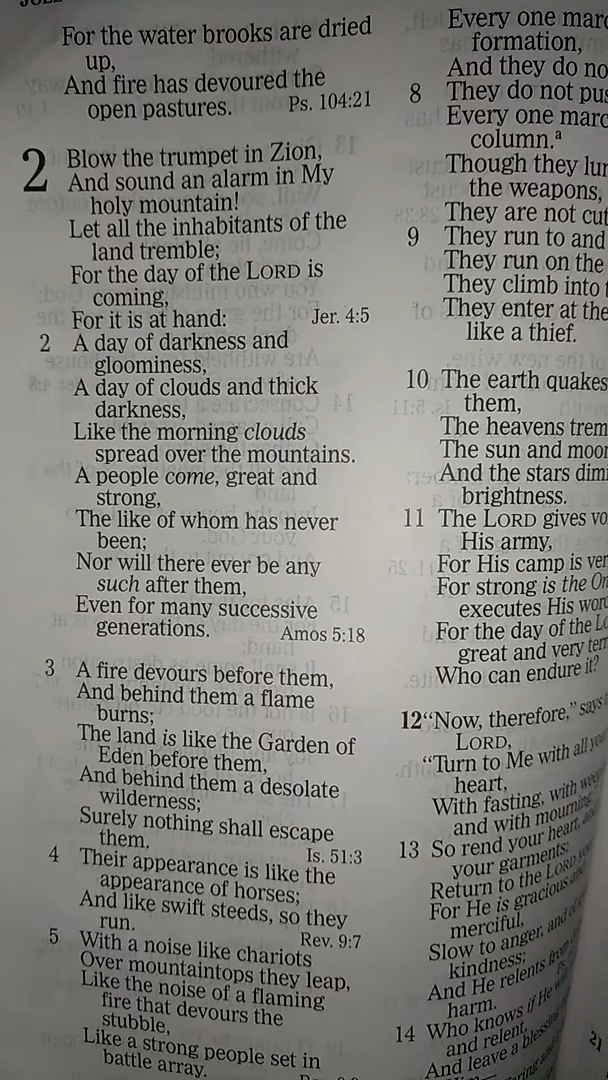 For the water brooks are dried
up,
And fire has devoured the
open pastures. Ps. 104:21
2 Blow the trumpet in Zion,
And sound an alarm in My
holy mountain!
Let all the inhabitants of the
land tremble;
For the day of the LORD is
coming,
For it is at hand: Jer. 4:5
2 A day of darkness and
gloominess,
A day of clouds and thick
darkness,
Like the morning clouds
spread over the mountains.
A people come, great and
strong,
The like of whom has never
been;
Nor will there ever be any
such after them,
Even for many successive
generations. Amos 5:18
3 A fire devours before them,
And behind them a flame
burns;
The land is like the Garden of
Eden before them,
And behind them a desolate
wilderness;
Surely nothing shall escape
them. Is. 51:3
4 Their appearance is like the
appearance of horses;
And like swift steeds, so they
run. Rev. 9:7
5 With a noise like chariots
Over mountaintops they leap,
Like the noise of a flaming
fire that devours the
stubble,
Like a strong people set in
battle array.
Every one
formation,
And they do
8 They do not
Every one
column.a
Though they
the weapons,
They are not cut
9 They run to and
They run on the
They climb into
They enter at the
like a thief.
10 The earth quakes
them,
The heavens
The sun and
And the stars
brightness.
11 The LORD gives
His army,
For His camp is
For strong is the
executes His
For the day of the
great and very
Who can endure it?
12 “Now, therefore,” says
LORD,
“Turn to Me with all
heart,
With fasting, with
and with mourning
13 So rend your heart,
your garments;
Return to the LORD
For He is gracious
merciful,
Slow to anger, and
kindness;
And He relents from
harm.
14 Who knows if He
and relent,
And leave a blessing